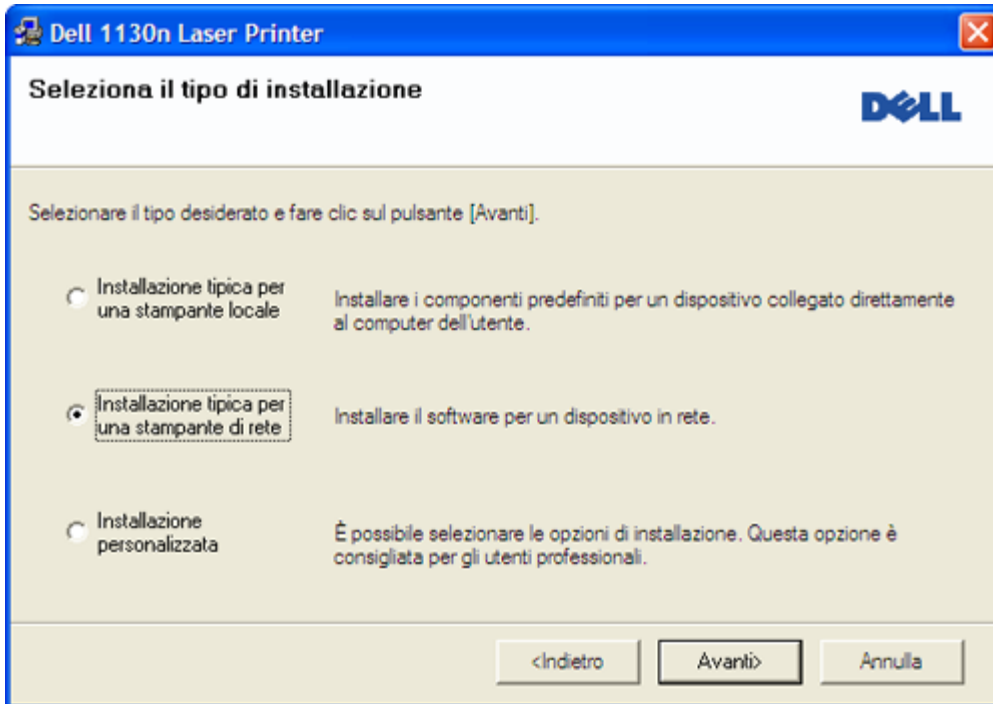 Dell 1130n Laser Printer
Seleziona il tipo di installazione
DELL
Selezionare il tipo desiderato e fare clic sul pulsante [Avanti].
Installazione tipica per
una stampante locale
Installare i componenti predefiniti per un dispositivo collegato direttamente
al computer dell'utente.
Installazione tipica per
una stampante di rete
Installare il software per un dispositivo in rete.
Installazione
personalizzata
È possibile selezionare le opzioni di installazione. Questa opzione è
consigliata per gli utenti professionali.
<Indietro
Avanti>
Annulla